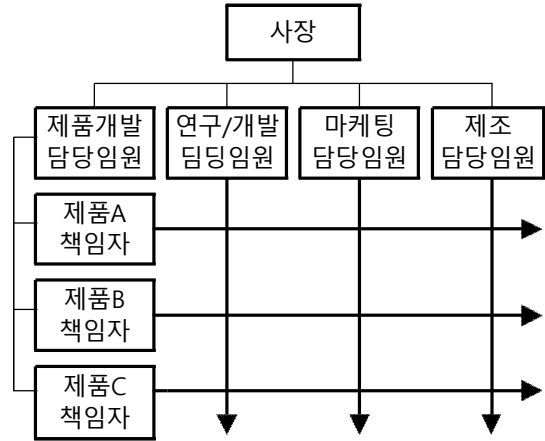 사장
제품개발
담당임원
연구/개발
딤딩임원
마케팅
담당임원
제조
담당임원
제품A
책임자
제품B
책임자
제품C
책임자